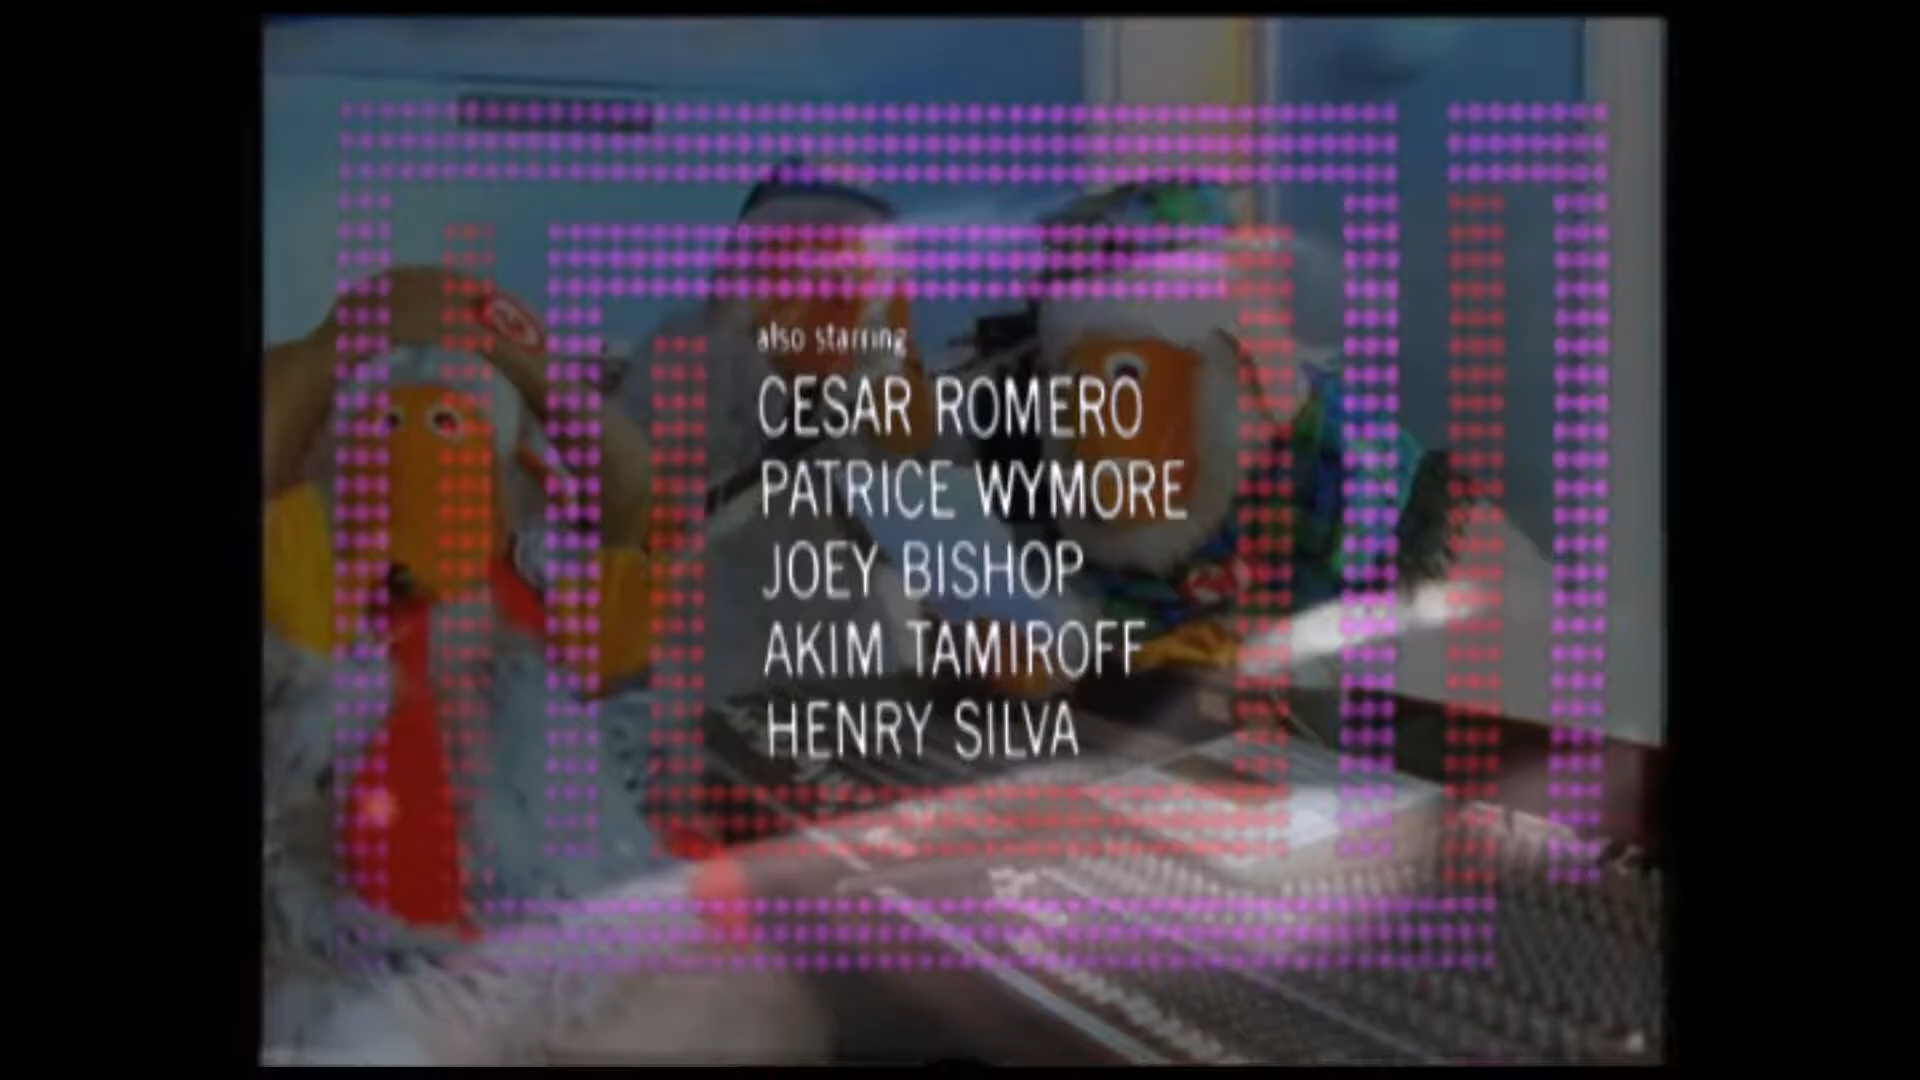 also starring
CESAR ROMERO
PATRICE WYMORE
JOEY BISHOP
AKIM TAMIROFF
HENRY SILVA